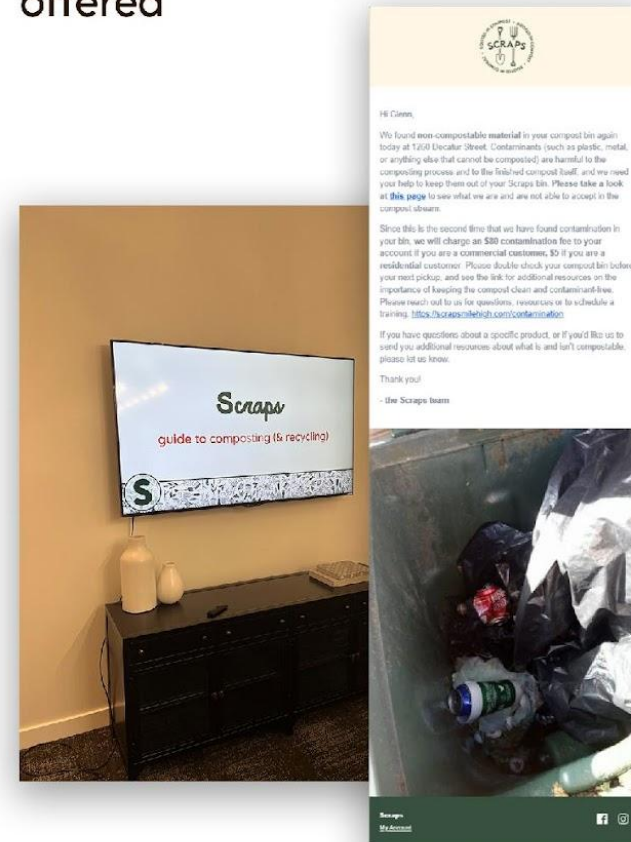 offered
SCRAPS
Hi Glenn,
We found non-compostable material in your compost bin again
today at 1260 Decatur Street. Contaminants (such as plastic, metal,
or anything else that cannot be composted) are harmful to the
composting process and to the finished compost itself, and we need
your help to keep them out of your Scraps bin. Please take a look
at this page to see what we are and are not able to accept in the
compost stream.
Since this is the second time that we have found contamination in
your bin, we will charge an $80 contamination fee to your
account if you are a commercial customer, $5 if you are a
residential customer. Please double check your compost bin before
your next pickup, and see the link for additional resources on the
importance of keeping the compost clean and contaminant-free.
Please reach out to us for questions, resources or to schedule a
training. https://scrapsmilehigh.com/contamination
If you have questions about a specific product, or if you'd like us to
send you additional resources about what is and isn't compostable,
please let us know.
Thank you!
- the Scraps team
Scraps
guide to composting (& recycling)
S
Scraps
My Account